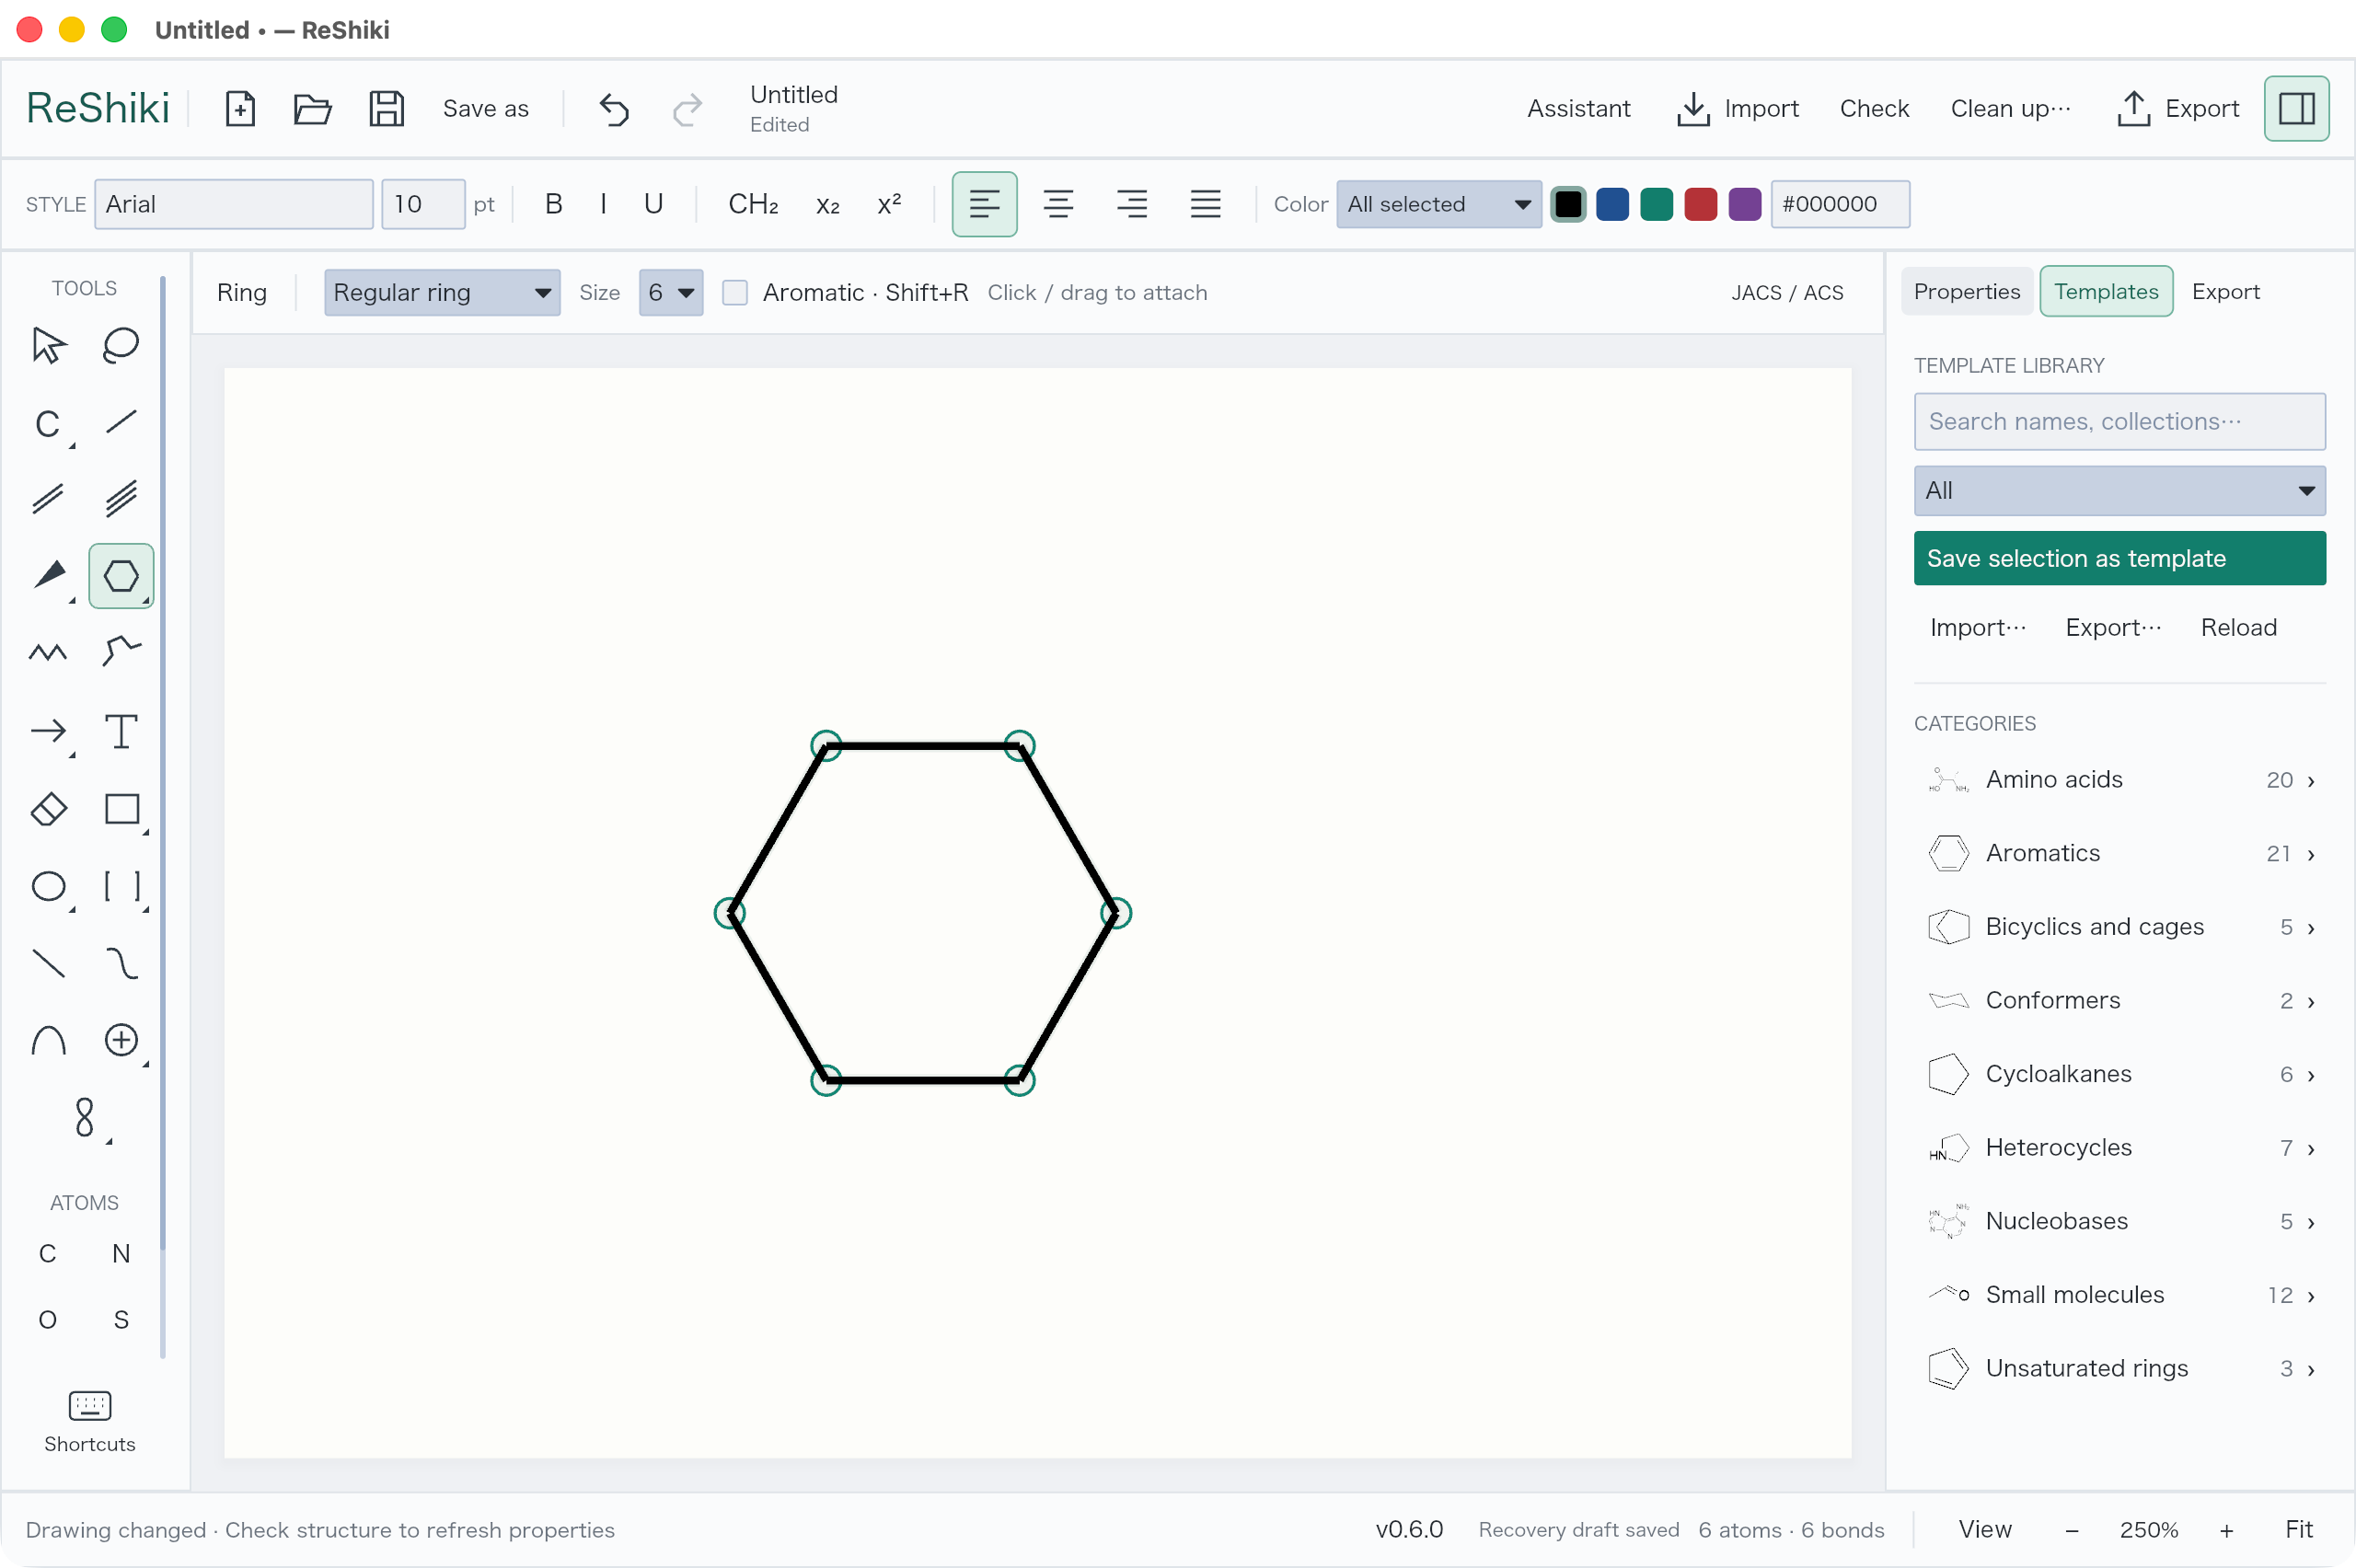 Untitled • — ReShiki
ReShiki
Save as
Untitled
Edited
Assistant
Import
Check
Clean up···
Export
STYLE
Arial
10
pt
B
I
U
CH₂
x₂
x²
Color
All selected
#000000
TOOLS
C
T
ATOMS
C N
O S
Shortcuts
Ring
Regular ring
Size
6
Aromatic · Shift+R
Click / drag to attach
JACS / ACS
Properties
Templates
Export
TEMPLATE LIBRARY
Search names, collections···
All
Save selection as template
Import···
Export···
Reload
CATEGORIES
Amino acids 20 ›
Aromatics 21 ›
Bicyclics and cages 5 ›
Conformers 2 ›
Cycloalkanes 6 ›
HN
Heterocycles 7 ›
Nucleobases 5 ›
O
Small molecules 12 ›
Unsaturated rings 3 ›
Drawing changed · Check structure to refresh properties
v0.6.0
Recovery draft saved
6 atoms · 6 bonds
View
−
250%
+
Fit